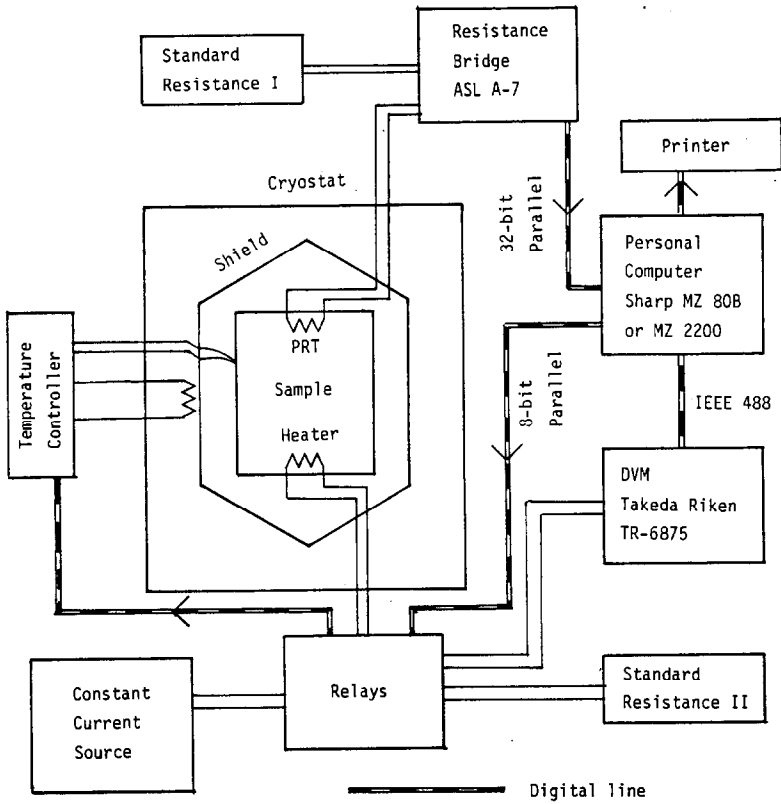 Standard
Resistance I
Resistance
Bridge
ASL A-7
Printer
Cryostat
Shield
32-bit
Parallel
Personal
Computer
Sharp MZ 80B
or MZ 2200
PRT
Sample
Heater
Temperature
Controller
8-bit
Parallel
IEEE 488
DVM
Takeda Riken
TR-6875
Constant
Current
Source
Relays
Standard
Resistance II
Digital line